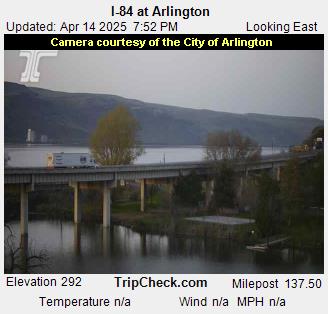 I-84 at Arlington
Updated: Apr 14 2025 7:52 PM Looking East
Camera courtesy of the City of Arlington
Elevation 292 TripCheck.com Milepost 137.50
Temperature n/a Wind n/a MPH n/a